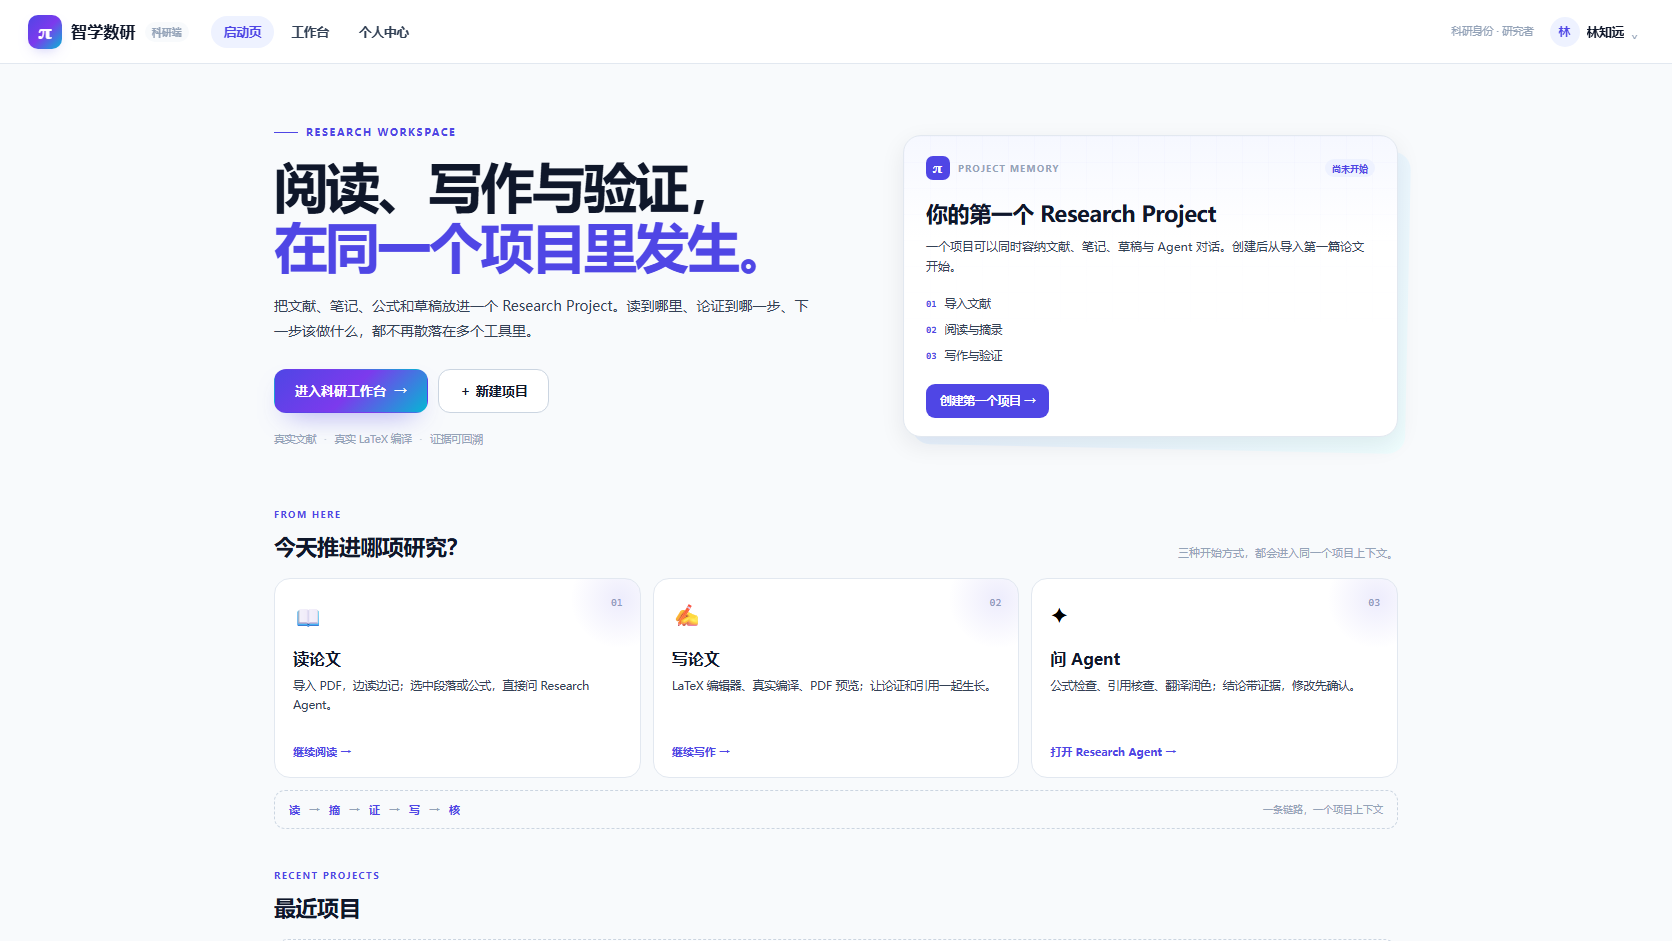 π 智学数研 科研端 启动页 工作台 个人中心 科研身份 · 研究者 林 林知远
RESEARCH WORKSPACE
阅读、写作与验证，
在同一个项目里发生。
把文献、笔记、公式和草稿放进一个 Research Project。读到哪里、论证到哪一步、下
一步该做什么，都不再散落在多个工具里。
进入科研工作台 →
+ 新建项目
真实文献 · 真实 LaTeX 编译 · 证据可回溯
π PROJECT MEMORY 尚未开始
你的第一个 Research Project
一个项目可以同时容纳文献、笔记、草稿与 Agent 对话。创建后从导入第一篇论文
开始。
01 导入文献
02 阅读与摘录
03 写作与验证
创建第一个项目 →
FROM HERE
今天推进哪项研究？
三种开始方式，都会进入同一个项目上下文。
01
读论文
导入 PDF，边读边记；选中段落或公式，直接问 Research
Agent。
继续阅读 →
02
写论文
LaTeX 编辑器、真实编译、PDF 预览；让论证和引用一起生长。
继续写作 →
03
问 Agent
公式检查、引用核查、翻译润色；结论带证据，修改先确认。
打开 Research Agent →
读 → 摘 → 证 → 写 → 核
一条链路，一个项目上下文
RECENT PROJECTS
最近项目